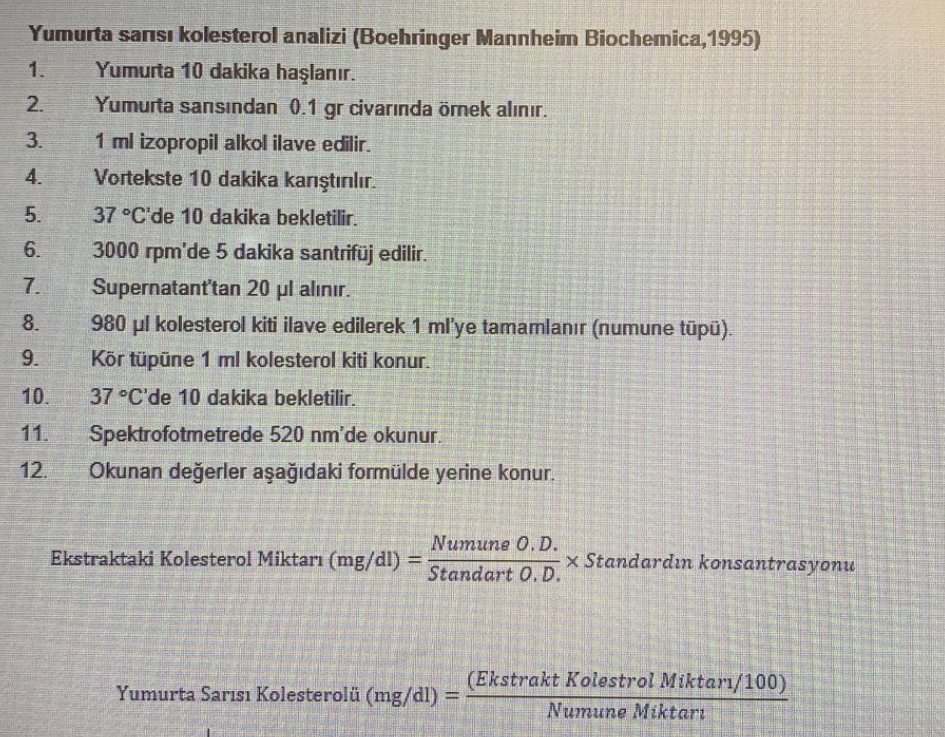 Yumurta sarısı kolesterol analizi (Boehringer Mannheim Biochemica,1995)
1. Yumurta 10 dakika haşlanır.
2. Yumurta sarısından 0.1 gr civarında örnek alınır.
3. 1 ml izopropil alkol ilave edilir.
4. Vortekste 10 dakika karıştırılır.
5. 37 °C'de 10 dakika bekletilir.
6. 3000 rpm'de 5 dakika santrifüj edilir.
7. Supernatant'tan 20 µl alınır.
8. 980 µl kolesterol kiti ilave edilerek 1 ml'ye tamamlanır (numune tüpü).
9. Kör tüpüne 1 ml kolesterol kiti konur.
10. 37 °C'de 10 dakika bekletilir.
11. Spektrofotmetrede 520 nm'de okunur.
12. Okunan değerler aşağıdaki formülde yerine konur.
Ekstraktaki Kolesterol Miktarı (mg/dl) = Numune O.D. / Standart O.D. × Standardın konsantrasyonu
Yumurta Sarısı Kolesterolü (mg/dl) = (Ekstrakt Kolestrol Miktarı/100) / Numune Miktarı